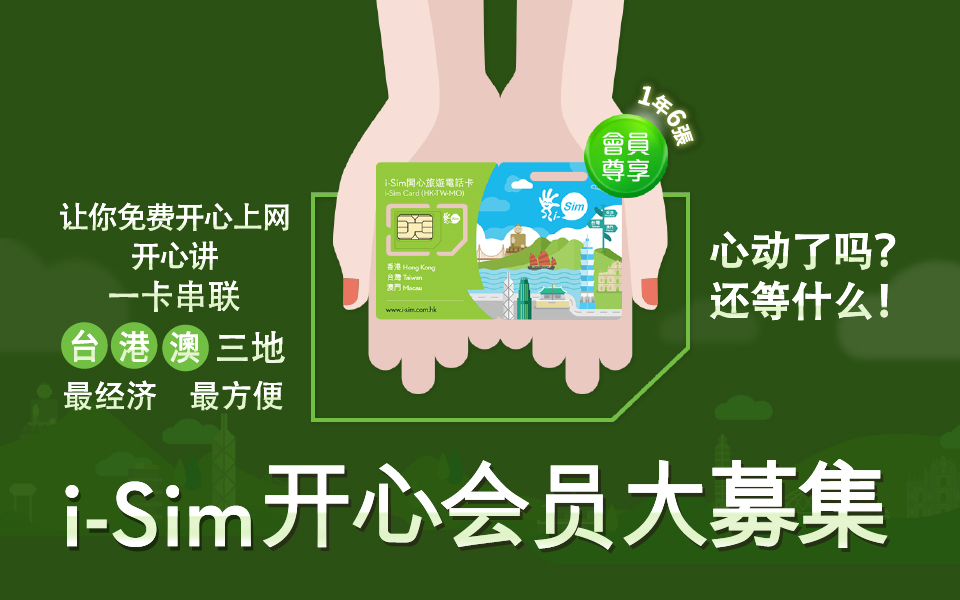 1年6張
會員
尊享
i-Sim開心旅遊電話卡
i-Sim Card (HK-TW-MO)
i-Sim
香港 Hong Kong
台灣 Taiwan
澳門 Macau
www.i-sim.com.hk
让你免费开心上网
开心讲
一卡串联
台港澳三地
最经济 最方便
心动了吗?
还等什么!
i-Sim开心会员大募集